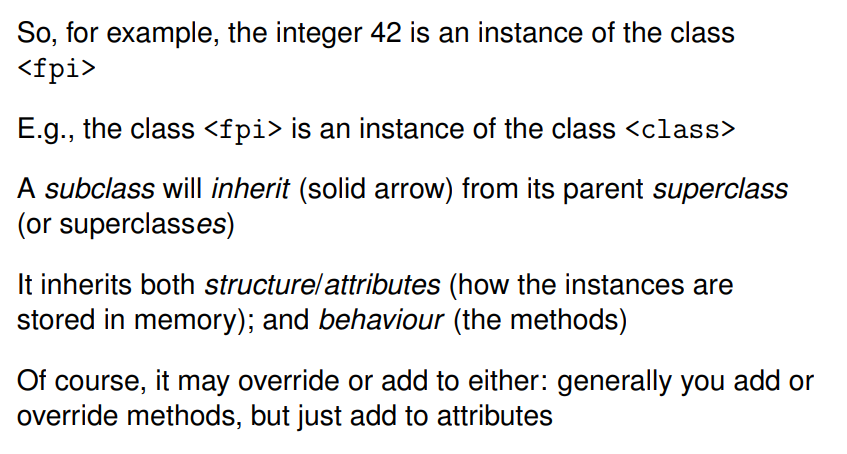 So, for example, the integer 42 is an instance of the class
<fpi>
E.g., the class <fpi> is an instance of the class <class>
A subclass will inherit (solid arrow) from its parent superclass
(or superclasses)
It inherits both structure/attributes (how the instances are
stored in memory); and behaviour (the methods)
Of course, it may override or add to either: generally you add or
override methods, but just add to attributes